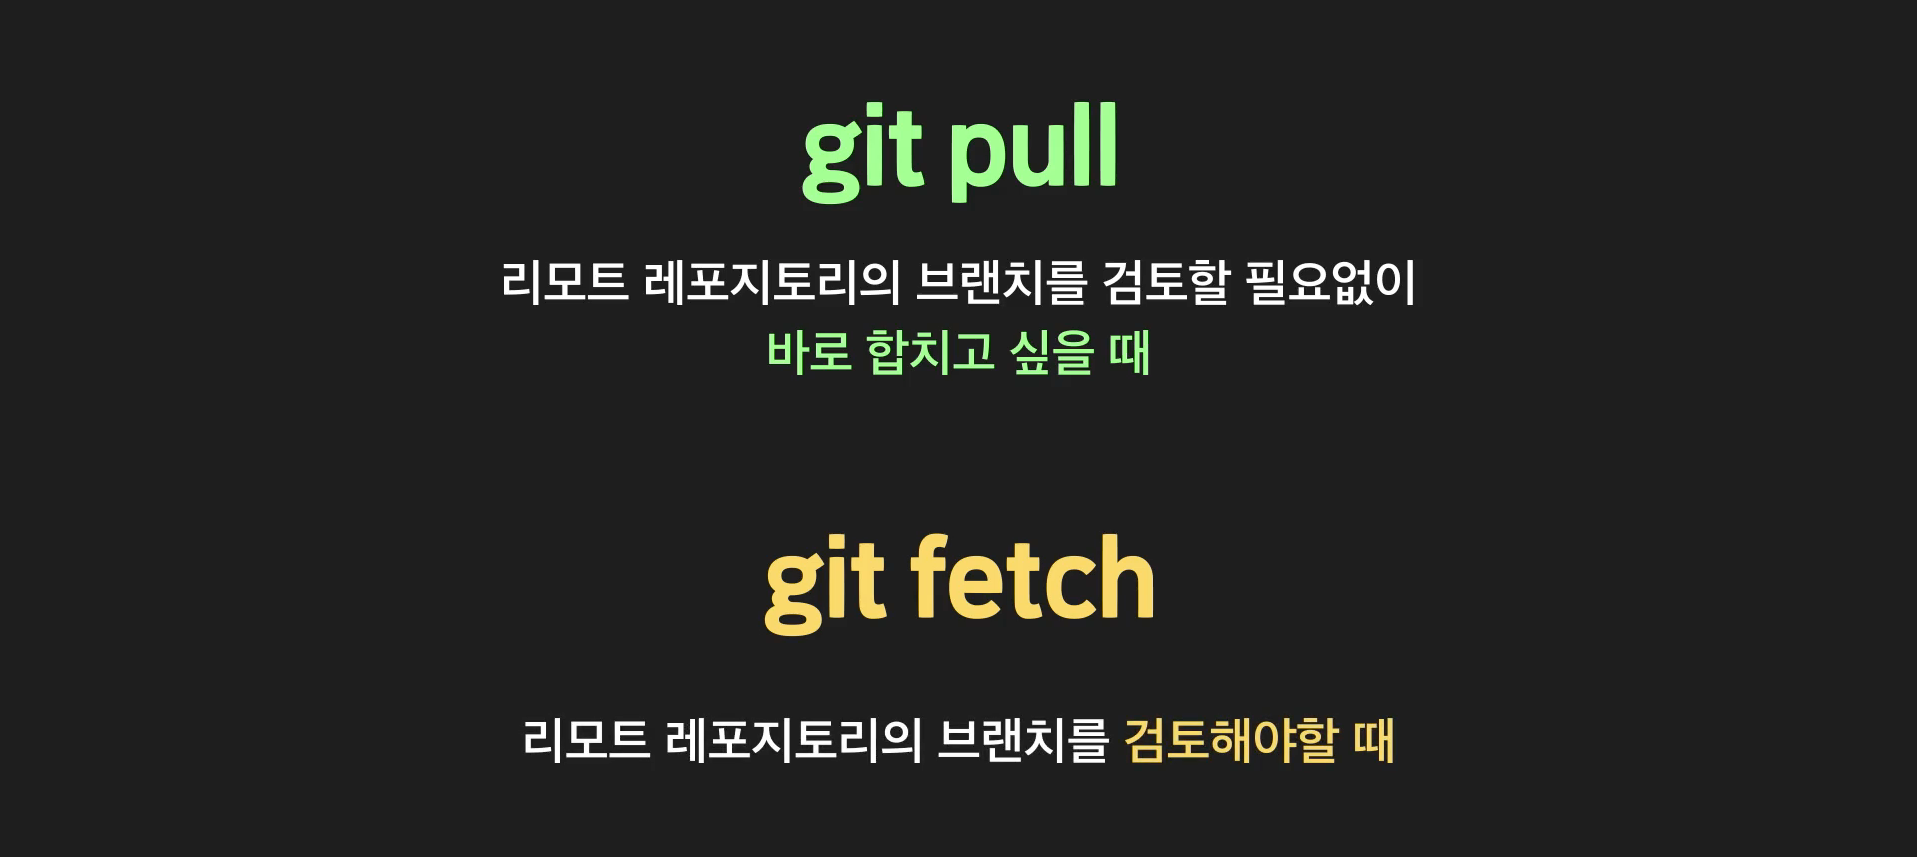 git pull
리모트 레포지토리의 브랜치를 검토할 필요없이
바로 합치고 싶을 때
git fetch
리모트 레포지토리의 브랜치를 검토해야할 때